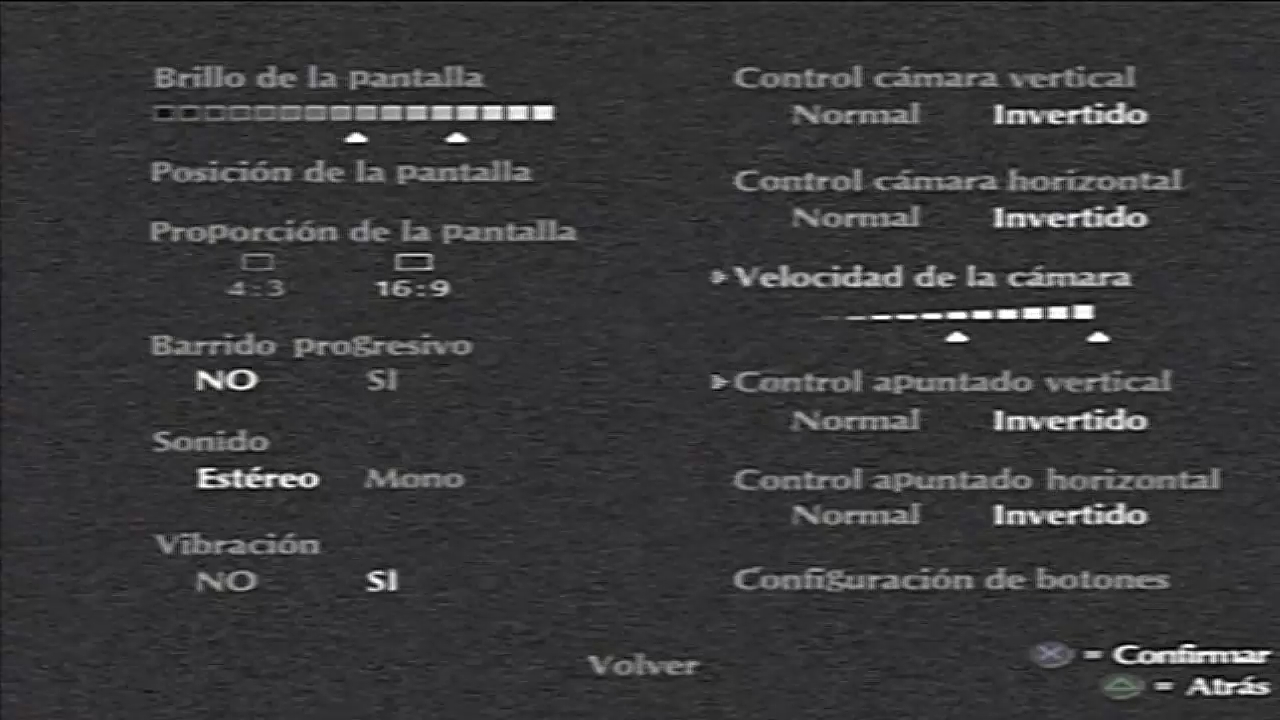 Brillo de la pantalla
Posición de la pantalla
Proporción de la pantalla
4:3 16:9
Barrido progresivo
NO SI
Sonido
Estéreo Mono
Vibración
NO SI
Control cámara vertical
Normal Invertido
Control cámara horizontal
Normal Invertido
Velocidad de la cámara
Control apuntado vertical
Normal Invertido
Control apuntado horizontal
Normal Invertido
Configuración de botones
Volver
= Confirmar
= Atrás